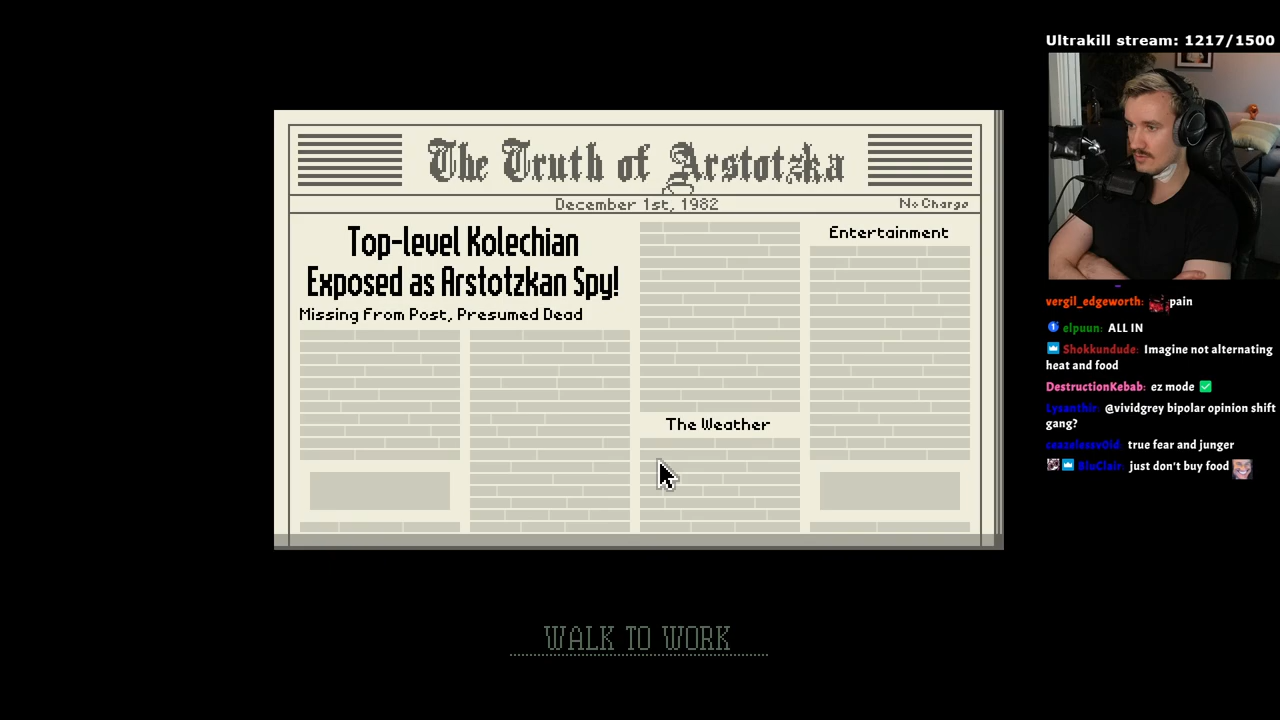 Ultrakill stream: 1217/1500
The Truth of Arstotzka
December 1st, 1982
No Charge
Top-level Kolechian
Exposed as Arstotzkan Spy!
Missing From Post, Presumed Dead
Entertainment
The Weather
WALK TO WORK
vergil_edgeworth: pain
elpuun: ALL IN
Shokkundude: Imagine not alternating
heat and food
DestructionKebab: ez mode
Lysanthir: @vividgrey bipolar opinion shift
gang?
true fear and junger
BluClair: just don't buy food